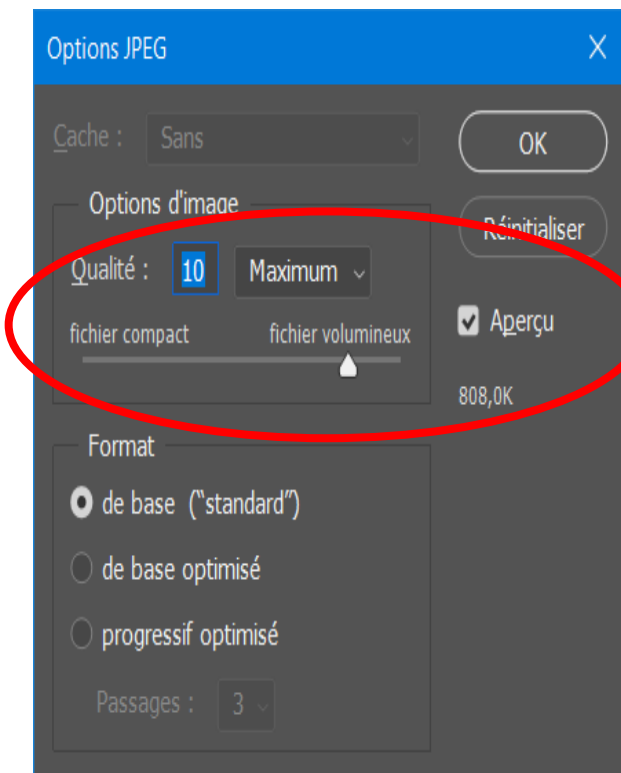 Options JPEG
Cache : Sans
OK
Options d'image
Réinitialiser
Qualité : 10 Maximum
fichier compact fichier volumineux
Aperçu
808,0K
Format
de base (“standard”)
de base optimisé
progressif optimisé
Passages : 3